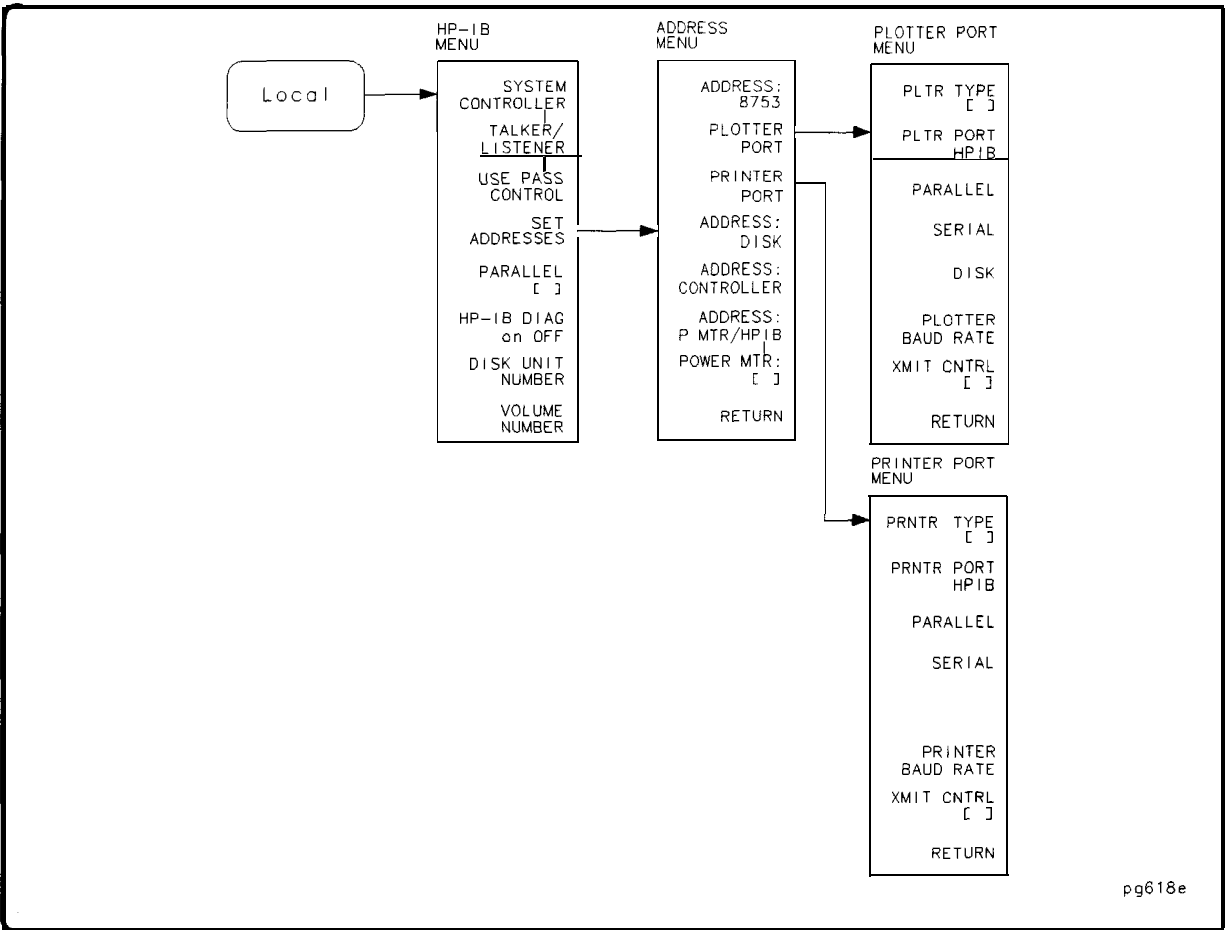 Local
HP-IB
MENU
SYSTEM
CONTROLLER
TALKER/
LISTENER
USE PASS
CONTROL
SET
ADDRESSES
PARALLEL
[ ]
HP-IB DIAG
on OFF
DISK UNIT
NUMBER
VOLUME
NUMBER
ADDRESS
MENU
ADDRESS:
8753
PLOTTER
PORT
PRINTER
PORT
ADDRESS:
DISK
ADDRESS:
CONTROLLER
ADDRESS:
P MTR/HPIB
POWER MTR:
[ ]
RETURN
PLOTTER PORT
MENU
PLTR TYPE
[ ]
PLTR PORT
HPIB
PARALLEL
SERIAL
DISK
PLOTTER
BAUD RATE
XMIT CNTRL
[ ]
RETURN
PRINTER PORT
MENU
PRNTR TYPE
[ ]
PRNTR PORT
HPIB
PARALLEL
SERIAL
PRINTER
BAUD RATE
XMIT CNTRL
[ ]
RETURN
pg618e